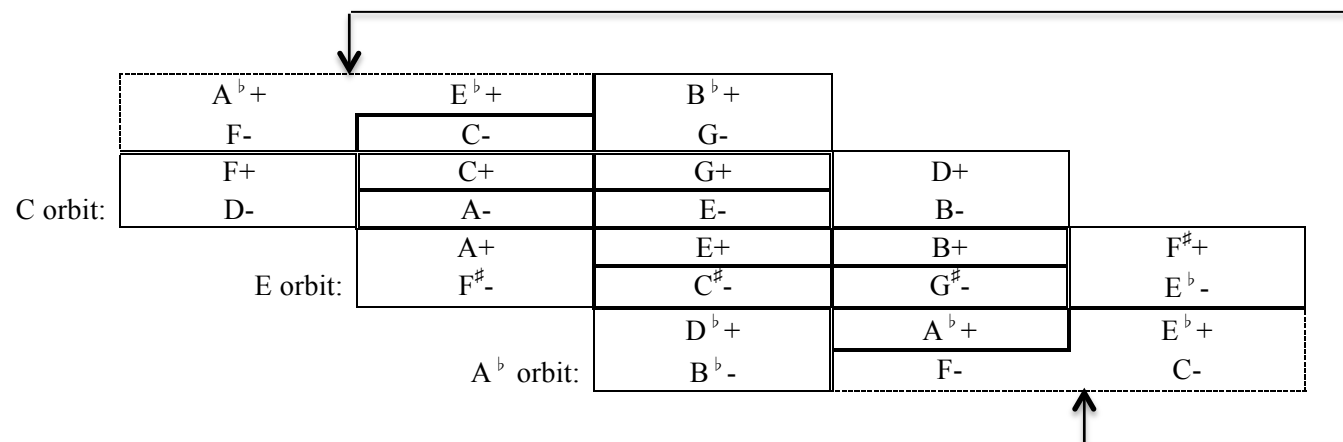 A♭+ E♭+ B♭+
F- C- G-
F+ C+ G+ D+
C orbit: D- A- E- B-
A+ E+ B+ F♯+
E orbit: F♯- C♯- G♯- E♭-
D♭+ A♭+ E♭+
A♭ orbit: B♭- F- C-